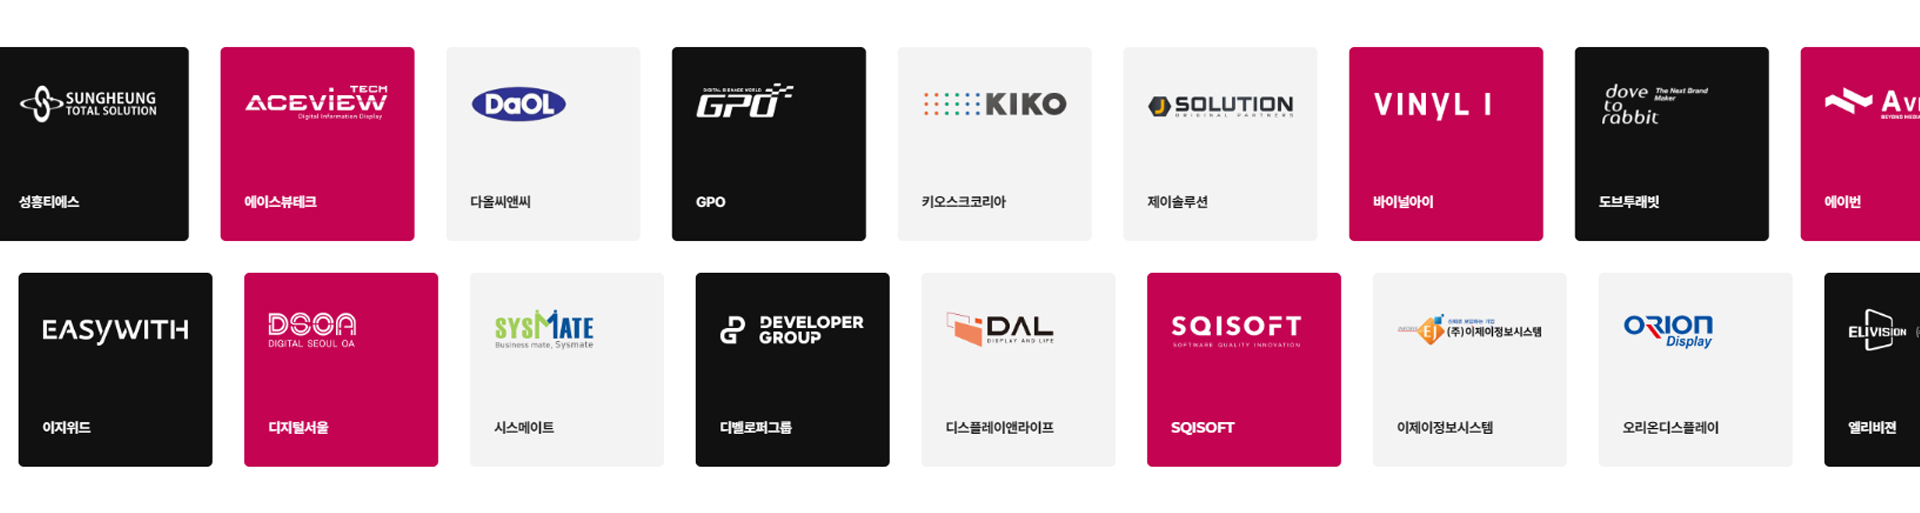 SUNGHEUNG
TOTAL SOLUTION
성흥티에스
TECH
ACEVIEW
Digital Information Display
에이스뷰테크
DaOL
다올씨앤씨
DIGITAL SIGNAGE WORLD
GPO
GPO
KIKO
키오스크코리아
J SOLUTION
ORIGINAL PARTNERS
제이솔루션
VINYL I
바이널아이
dove
to
rabbit
The Next Brand
Maker
도브투래빗
AV
BEYOND MEDIA
에이번
EASYWITH
이지위드
DSOA
DIGITAL SEOUL OA
디지털서울
SYSMATE
Business mate, Sysmate
시스메이트
DEVELOPER
GROUP
디벨로퍼그룹
DAL
DISPLAY AND LIFE
디스플레이앤라이프
SQISOFT
SOFTWARE QUALITY INNOVATION
SQISOFT
EJ (주)이제이정보시스템
이제이정보시스템
ORION
Display
오리온디스플레이
ELIVISION
엘리비젼